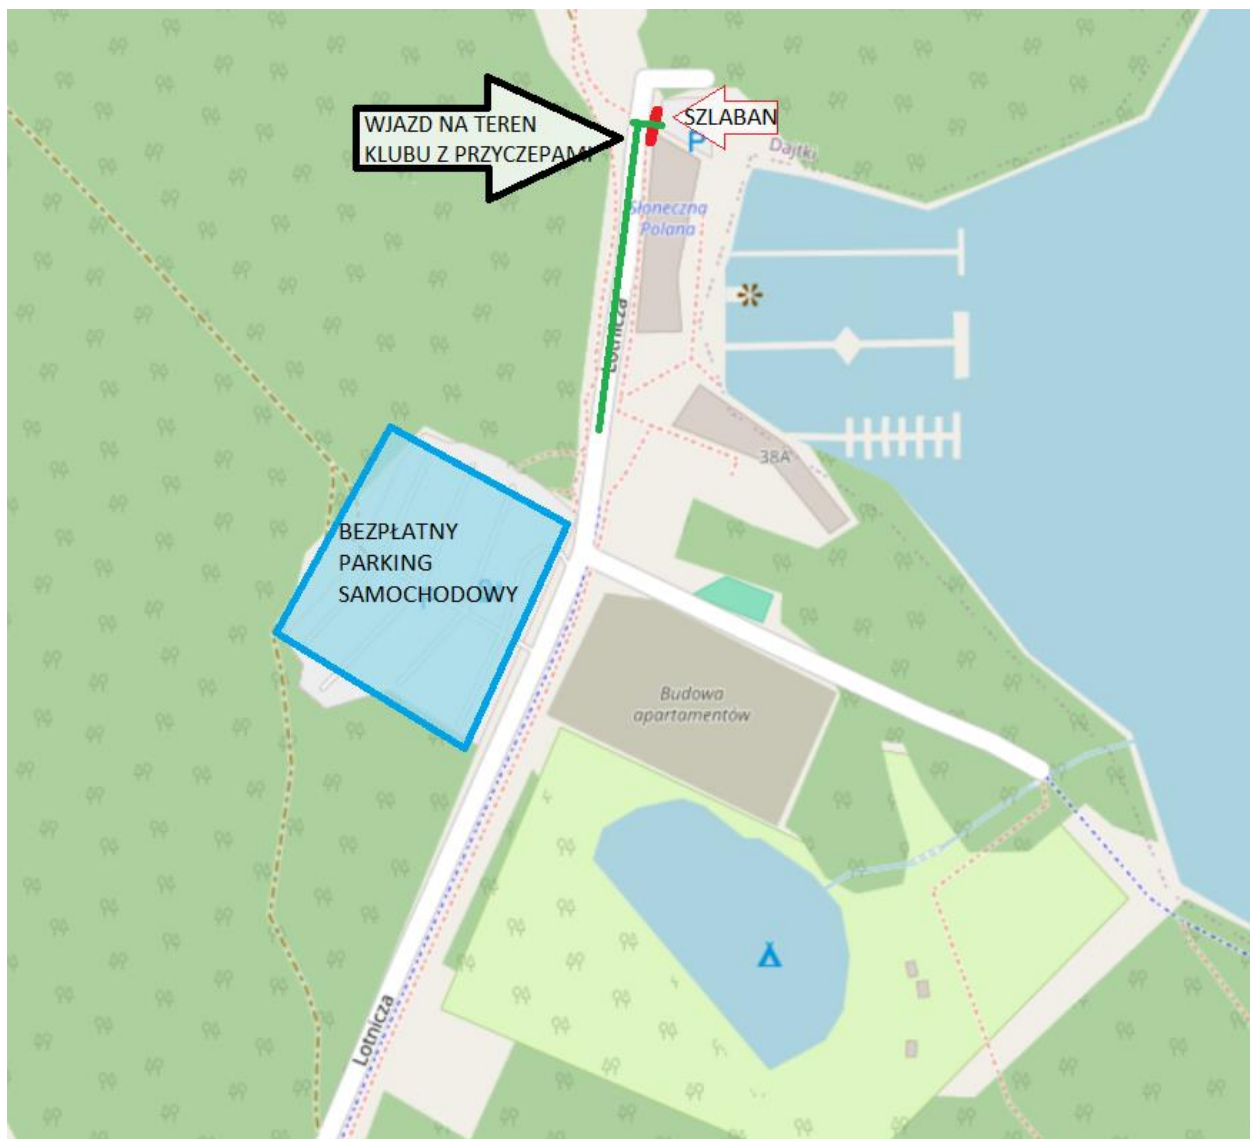 WJAZD NA TEREN
KLUBU Z PRZYCZEPAMI
SZLABAN
P
Dajtki
Słoneczna
Polana
Lotnicza
38A
BEZPŁATNY
PARKING
SAMOCHODOWY
Budowa
apartamentów
Lotnicza